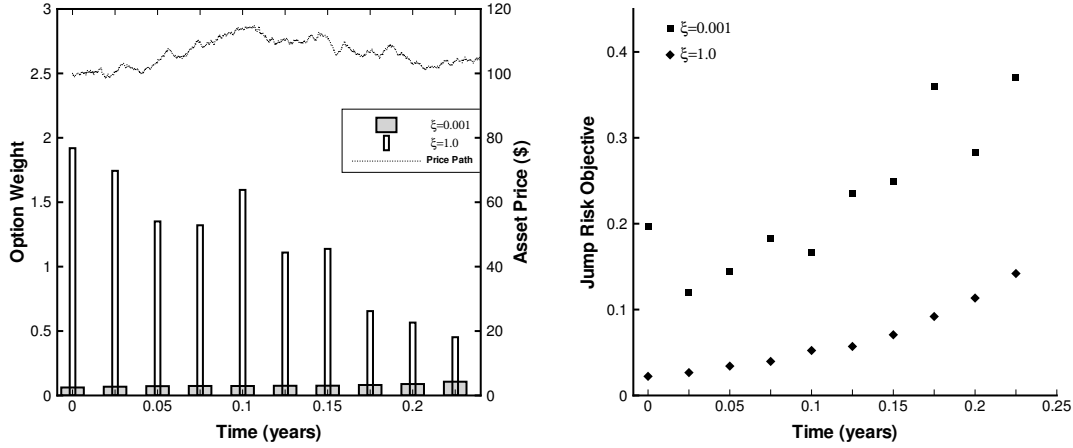 3
2.5
2
1.5
1
0.5
0
Option Weight
120
100
80
60
40
20
0
Asset Price ($)
ξ=0.001
ξ=1.0
Price Path
0 0.05 0.1 0.15 0.2
Time (years)
0.4
0.3
0.2
0.1
0
Jump Risk Objective
ξ=0.001
ξ=1.0
0 0.05 0.1 0.15 0.2 0.25
Time (years)